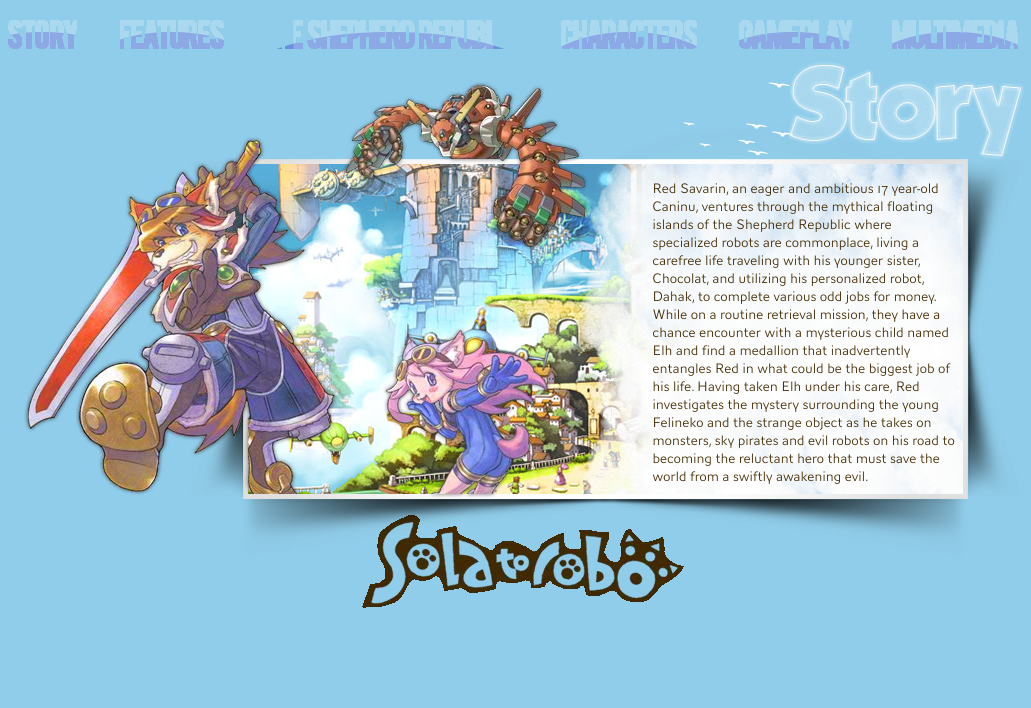 STORY
FEATURES
E SHEPHERD REPUBL
CHARACTERS
GAMEPLAY
MULTIMEDIA
Story
Red Savarin, an eager and ambitious 17 year-old
Caninu, ventures through the mythical floating
islands of the Shepherd Republic where
specialized robots are commonplace, living a
carefree life traveling with his younger sister,
Chocolat, and utilizing his personalized robot,
Dahak, to complete various odd jobs for money.
While on a routine retrieval mission, they have a
chance encounter with a mysterious child named
Elh and find a medallion that inadvertently
entangles Red in what could be the biggest job of
his life. Having taken Elh under his care, Red
investigates the mystery surrounding the young
Felineko and the strange object as he takes on
monsters, sky pirates and evil robots on his road to
becoming the reluctant hero that must save the
world from a swiftly awakening evil.
Solatorobo